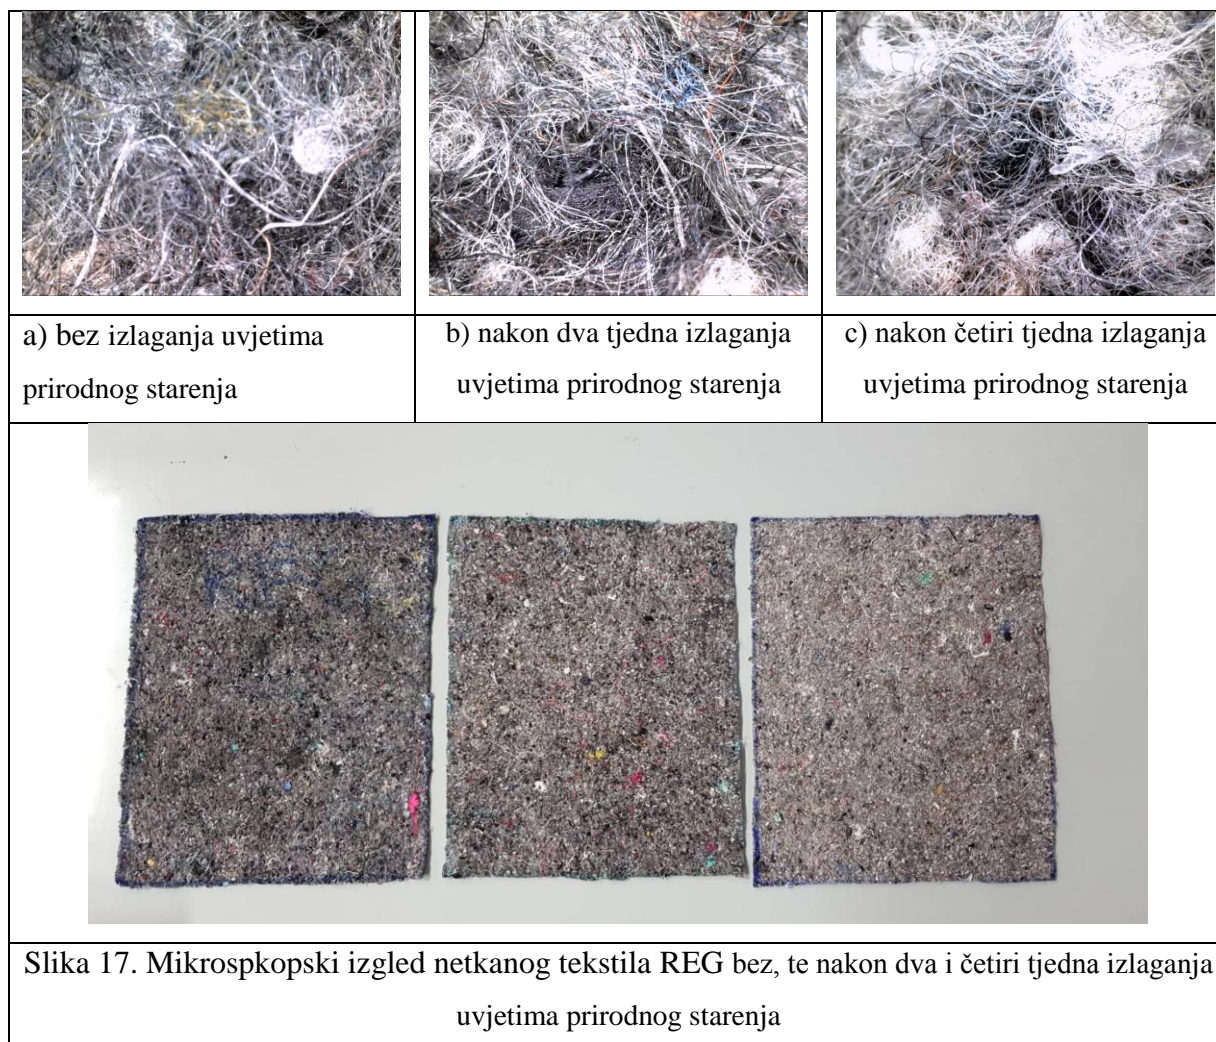 a) bez izlaganja uvjetima
prirodnog starenja
b) nakon dva tjedna izlaganja
uvjetima prirodnog starenja
c) nakon četiri tjedna izlaganja
uvjetima prirodnog starenja
Slika 17. Mikrospkopski izgled netkanog tekstila REG bez, te nakon dva i četiri tjedna izlaganja
uvjetima prirodnog starenja